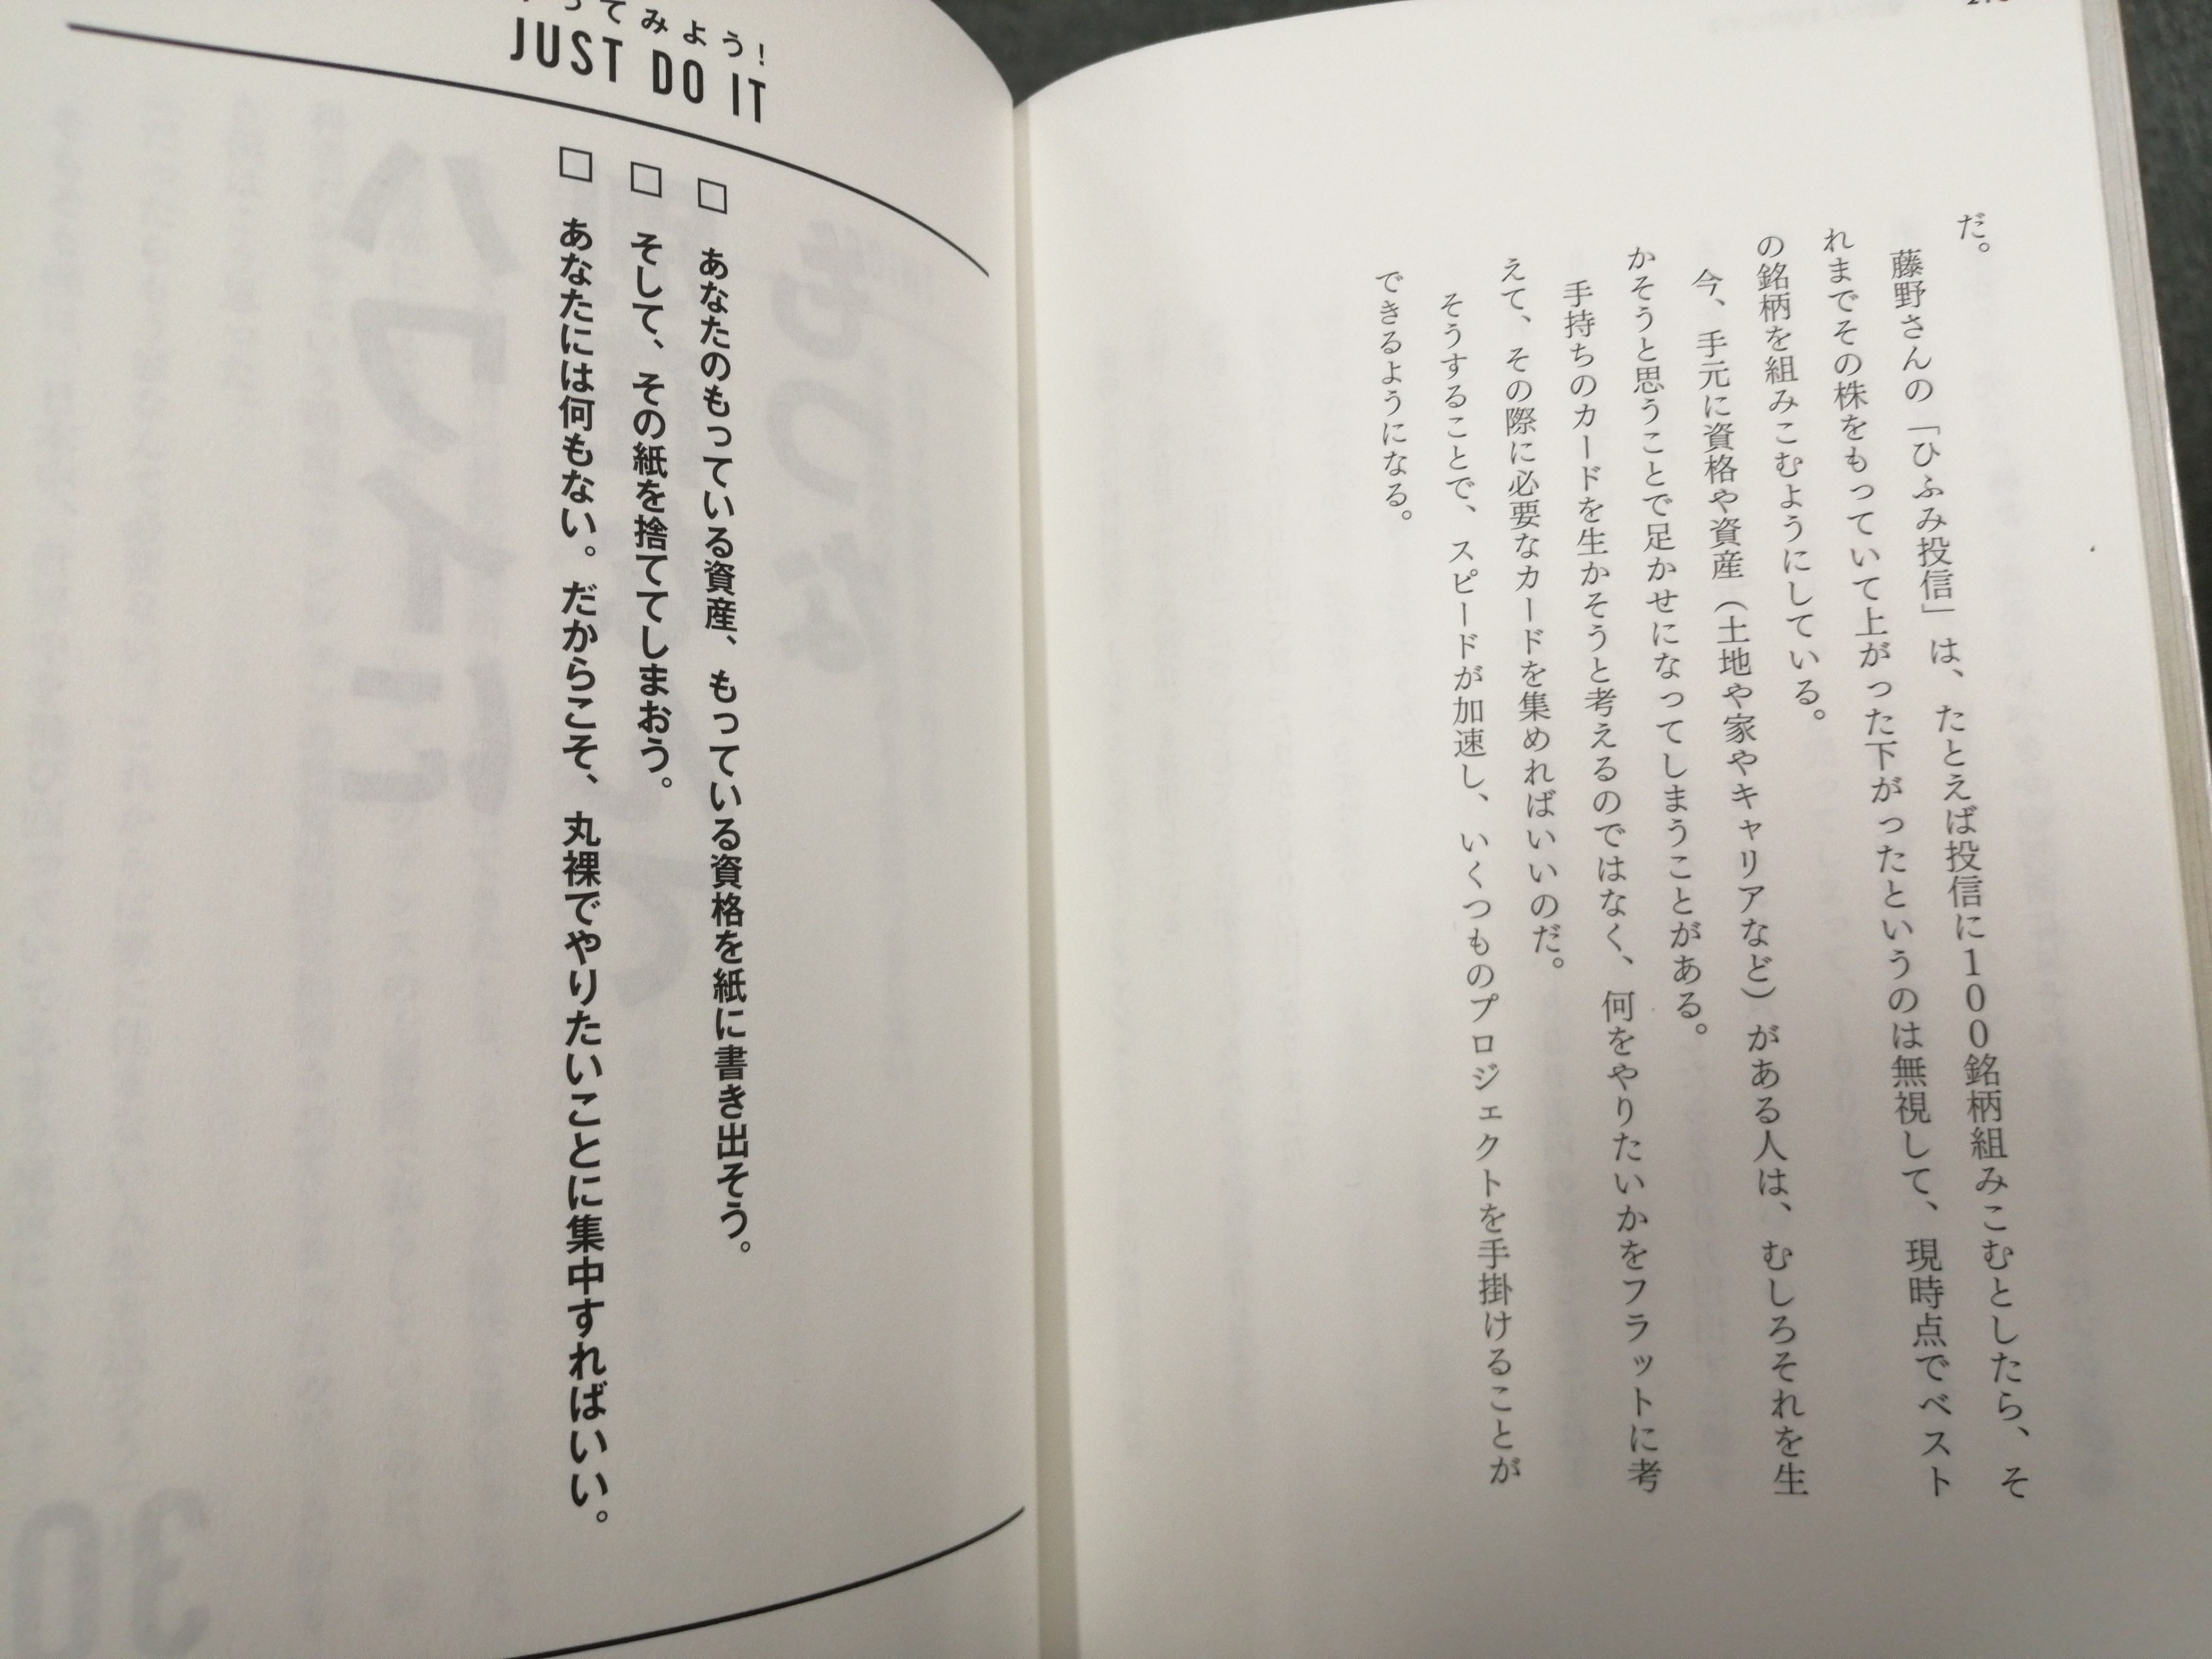 だ。
藤野さんの「ひふみ投信」は、たとえば投信に100銘柄組みこむとしたら、そ
れまでその株をもっていて上がった下がったというのは無視して、現時点でベスト
の銘柄を組みこむようにしている。
今、手元に資格や資産（土地や家やキャリアなど）がある人は、むしろそれを生
かそうと思うことで足かせになってしまうことがある。
手持ちのカードを生かそうと考えるのではなく、何をやりたいかをフラットに考
えて、その際に必要なカードを集めればいいのだ。
そうすることで、スピードが加速し、いくつものプロジェクトを手掛けることが
できるようになる。
ってみよう!
JUST DO IT
□ あなたのもっている資産、もっている資格を紙に書き出そう。
□ そして、その紙を捨ててしまおう。
□ あなたには何もない。だからこそ、丸裸でやりたいことに集中すればいい。